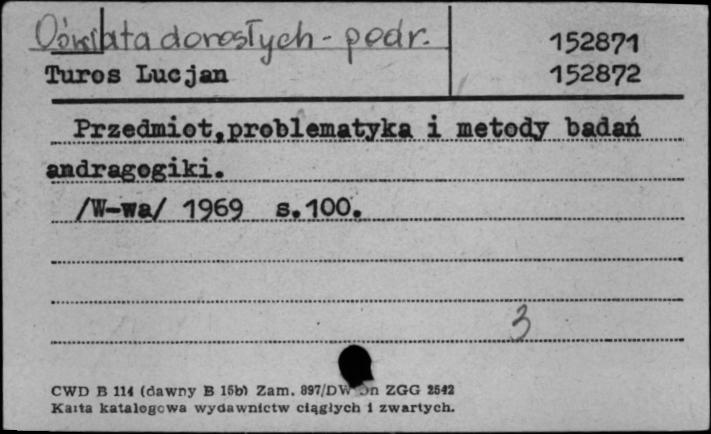 Oświata dorosłych - podr.
152871
Turos Lucjan
152872
Przedmiot,problematyka i metody badań
andragogiki.
/W-wa/ 1969 s.100.
3
CWD B 114 (dawny B 15b) Zam. 897/DW ZGG 2542
Karta katalogowa wydawnictw ciągłych i zwartych.